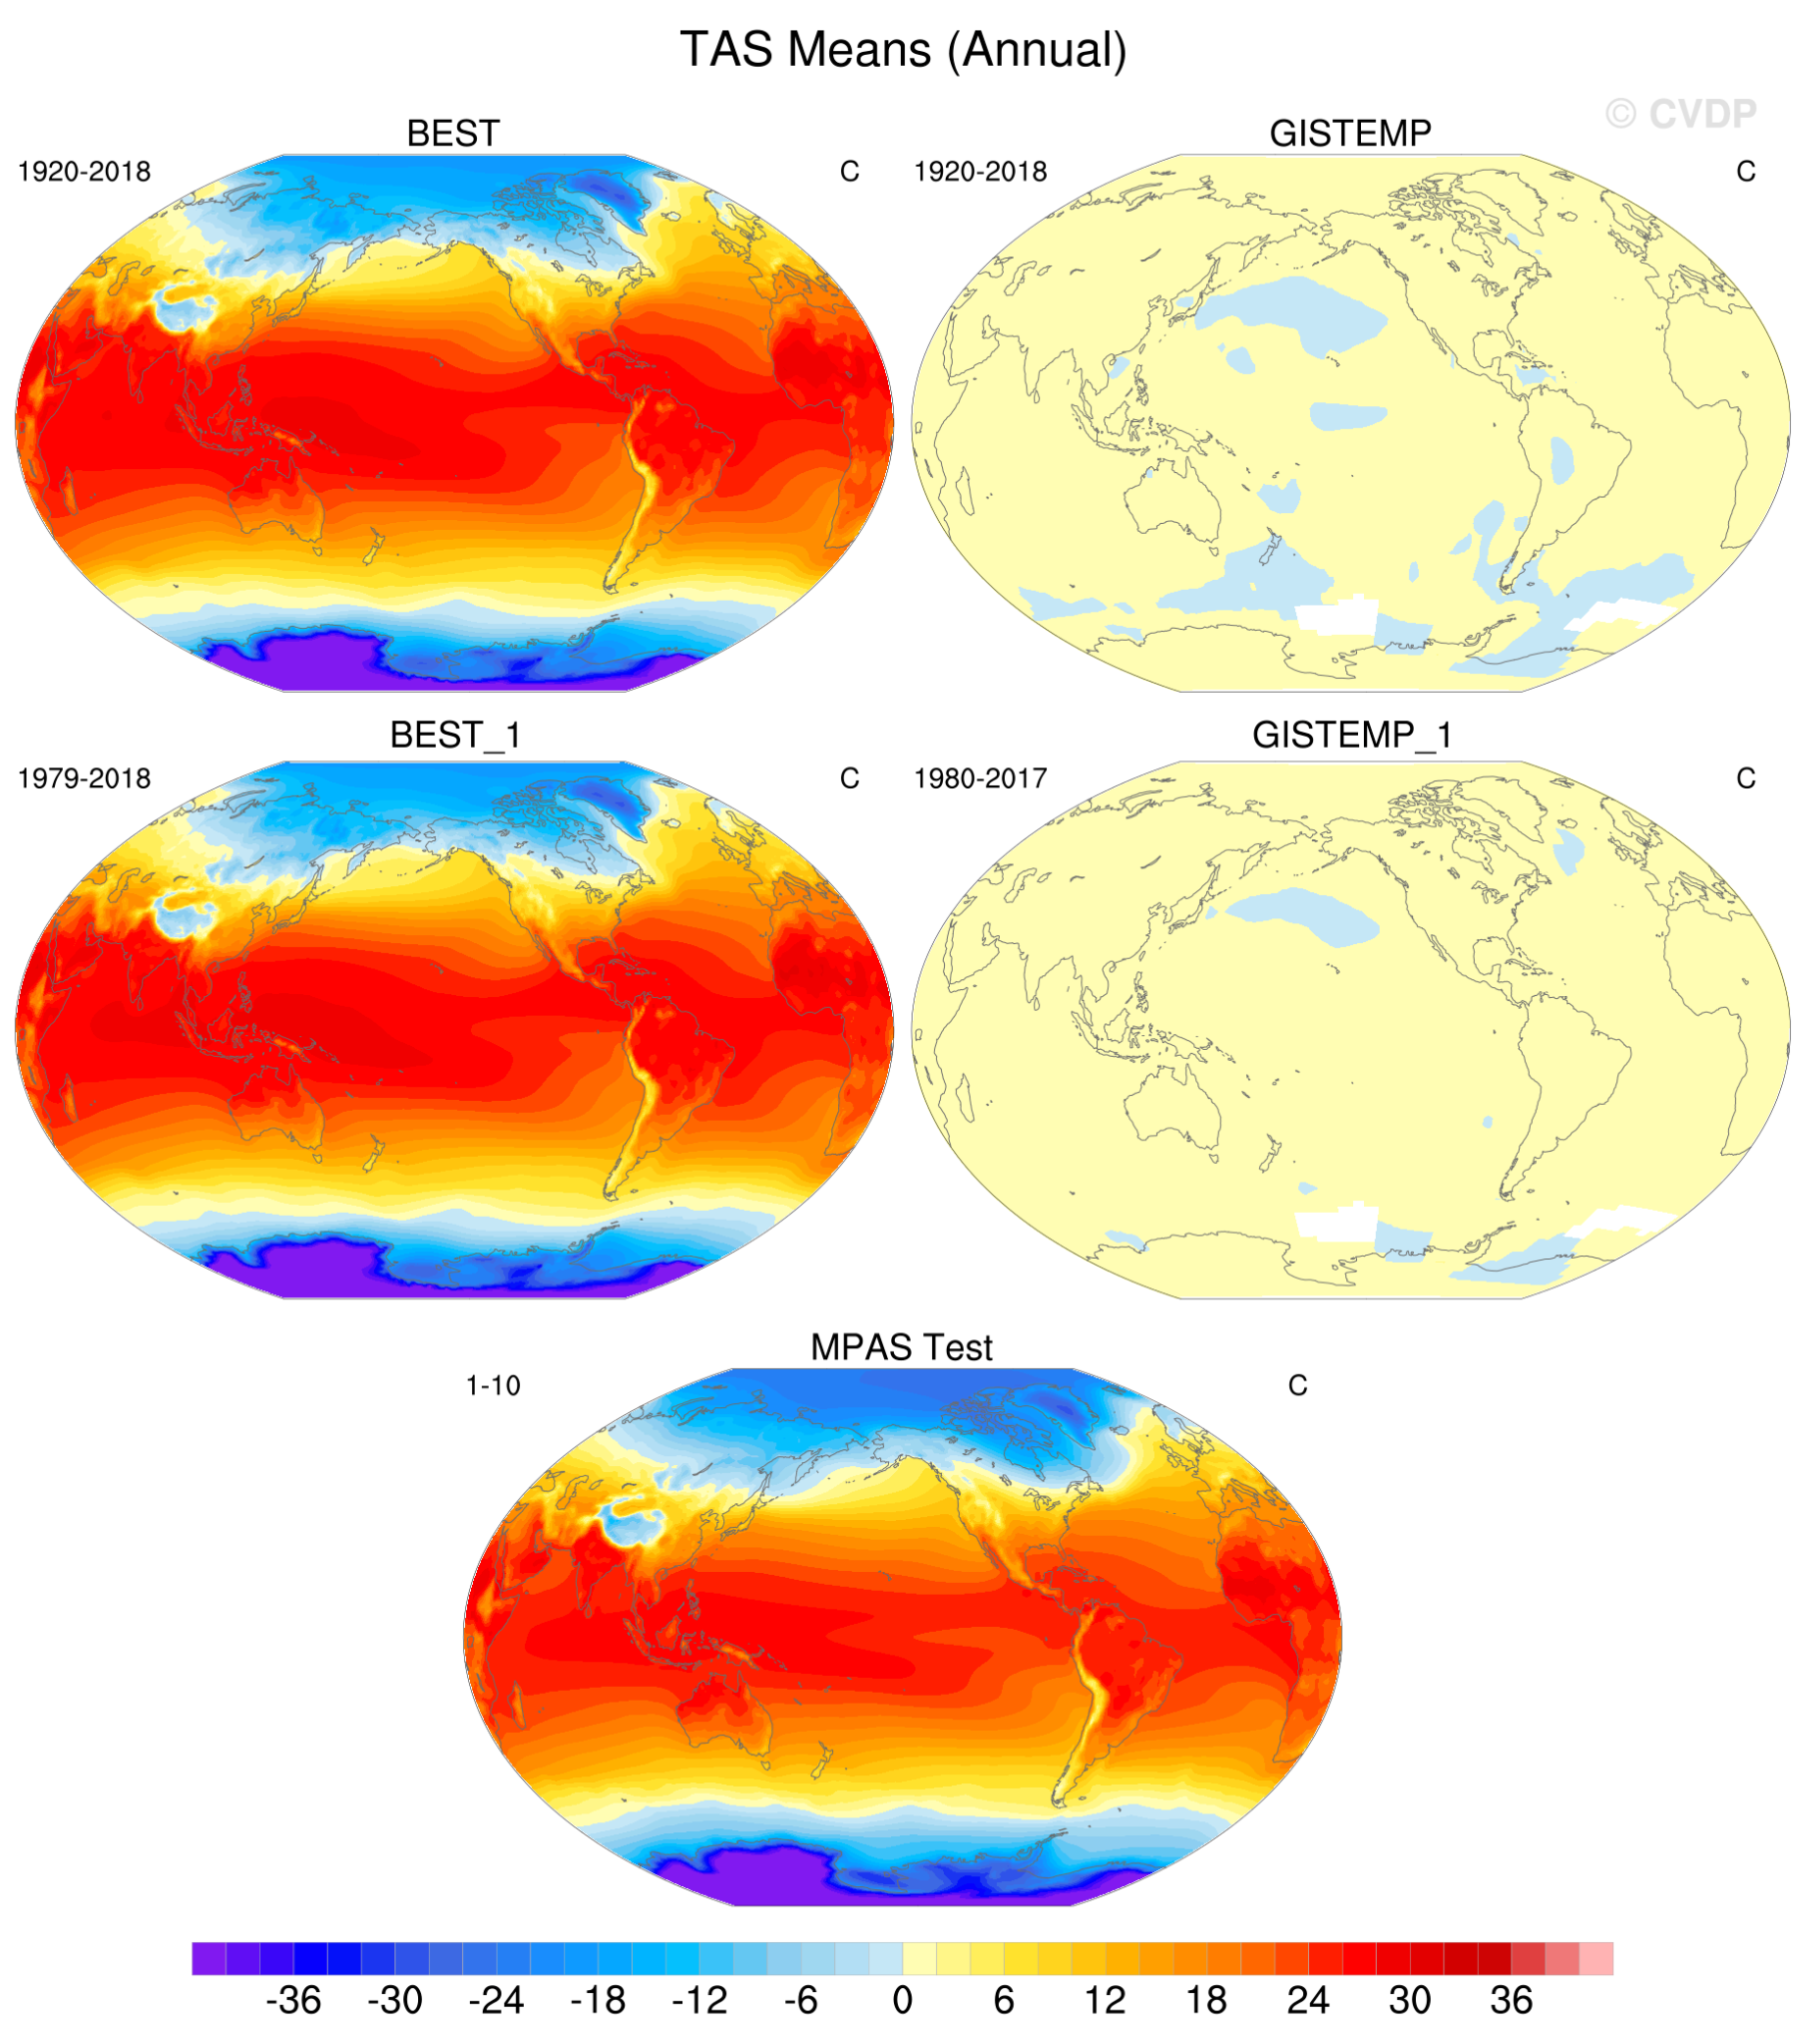 TAS Means (Annual)
© CVDP
BEST
1920-2018
C
GISTEMP
1920-2018
C
BEST_1
1979-2018
C
GISTEMP_1
1980-2017
C
MPAS Test
1-10
C
-36 -30 -24 -18 -12 -6 0 6 12 18 24 30 36